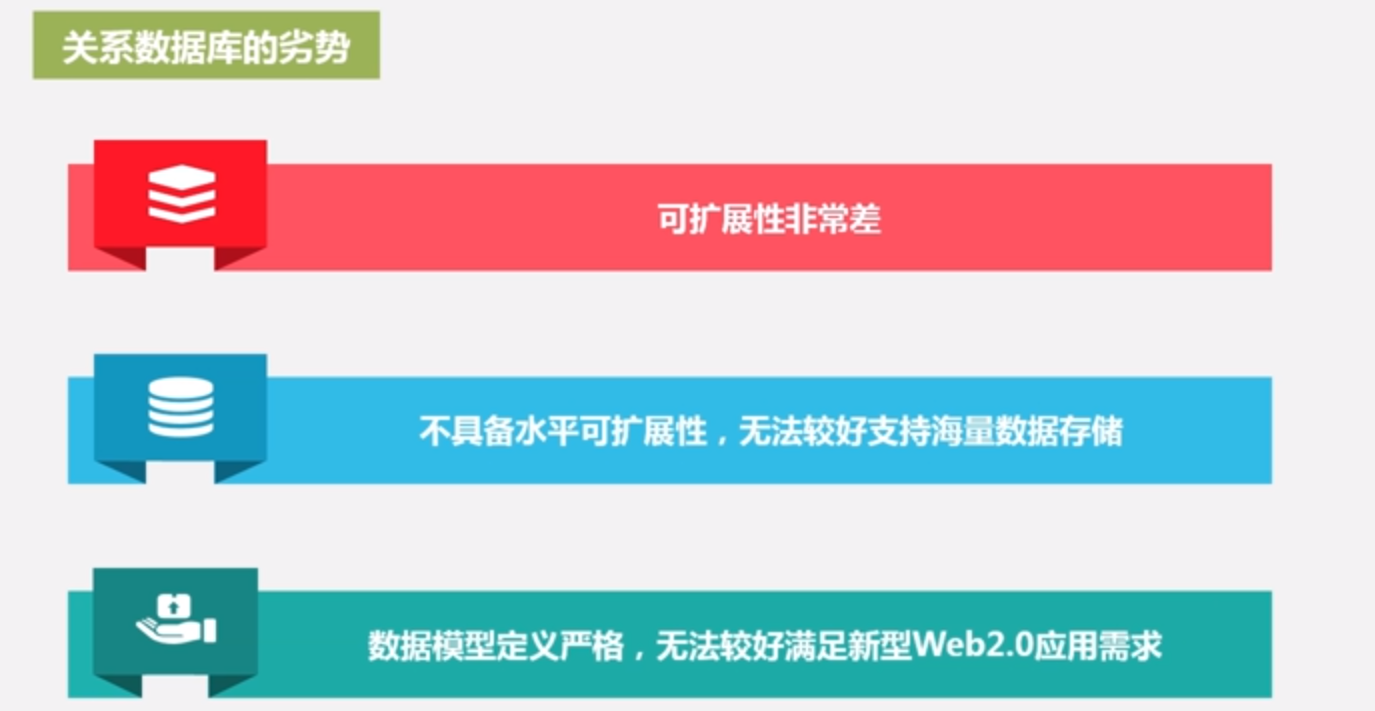 关系数据库的劣势
可扩展性非常差
不具备水平可扩展性，无法较好支持海量数据存储
数据模型定义严格，无法较好满足新型Web2.0应用需求